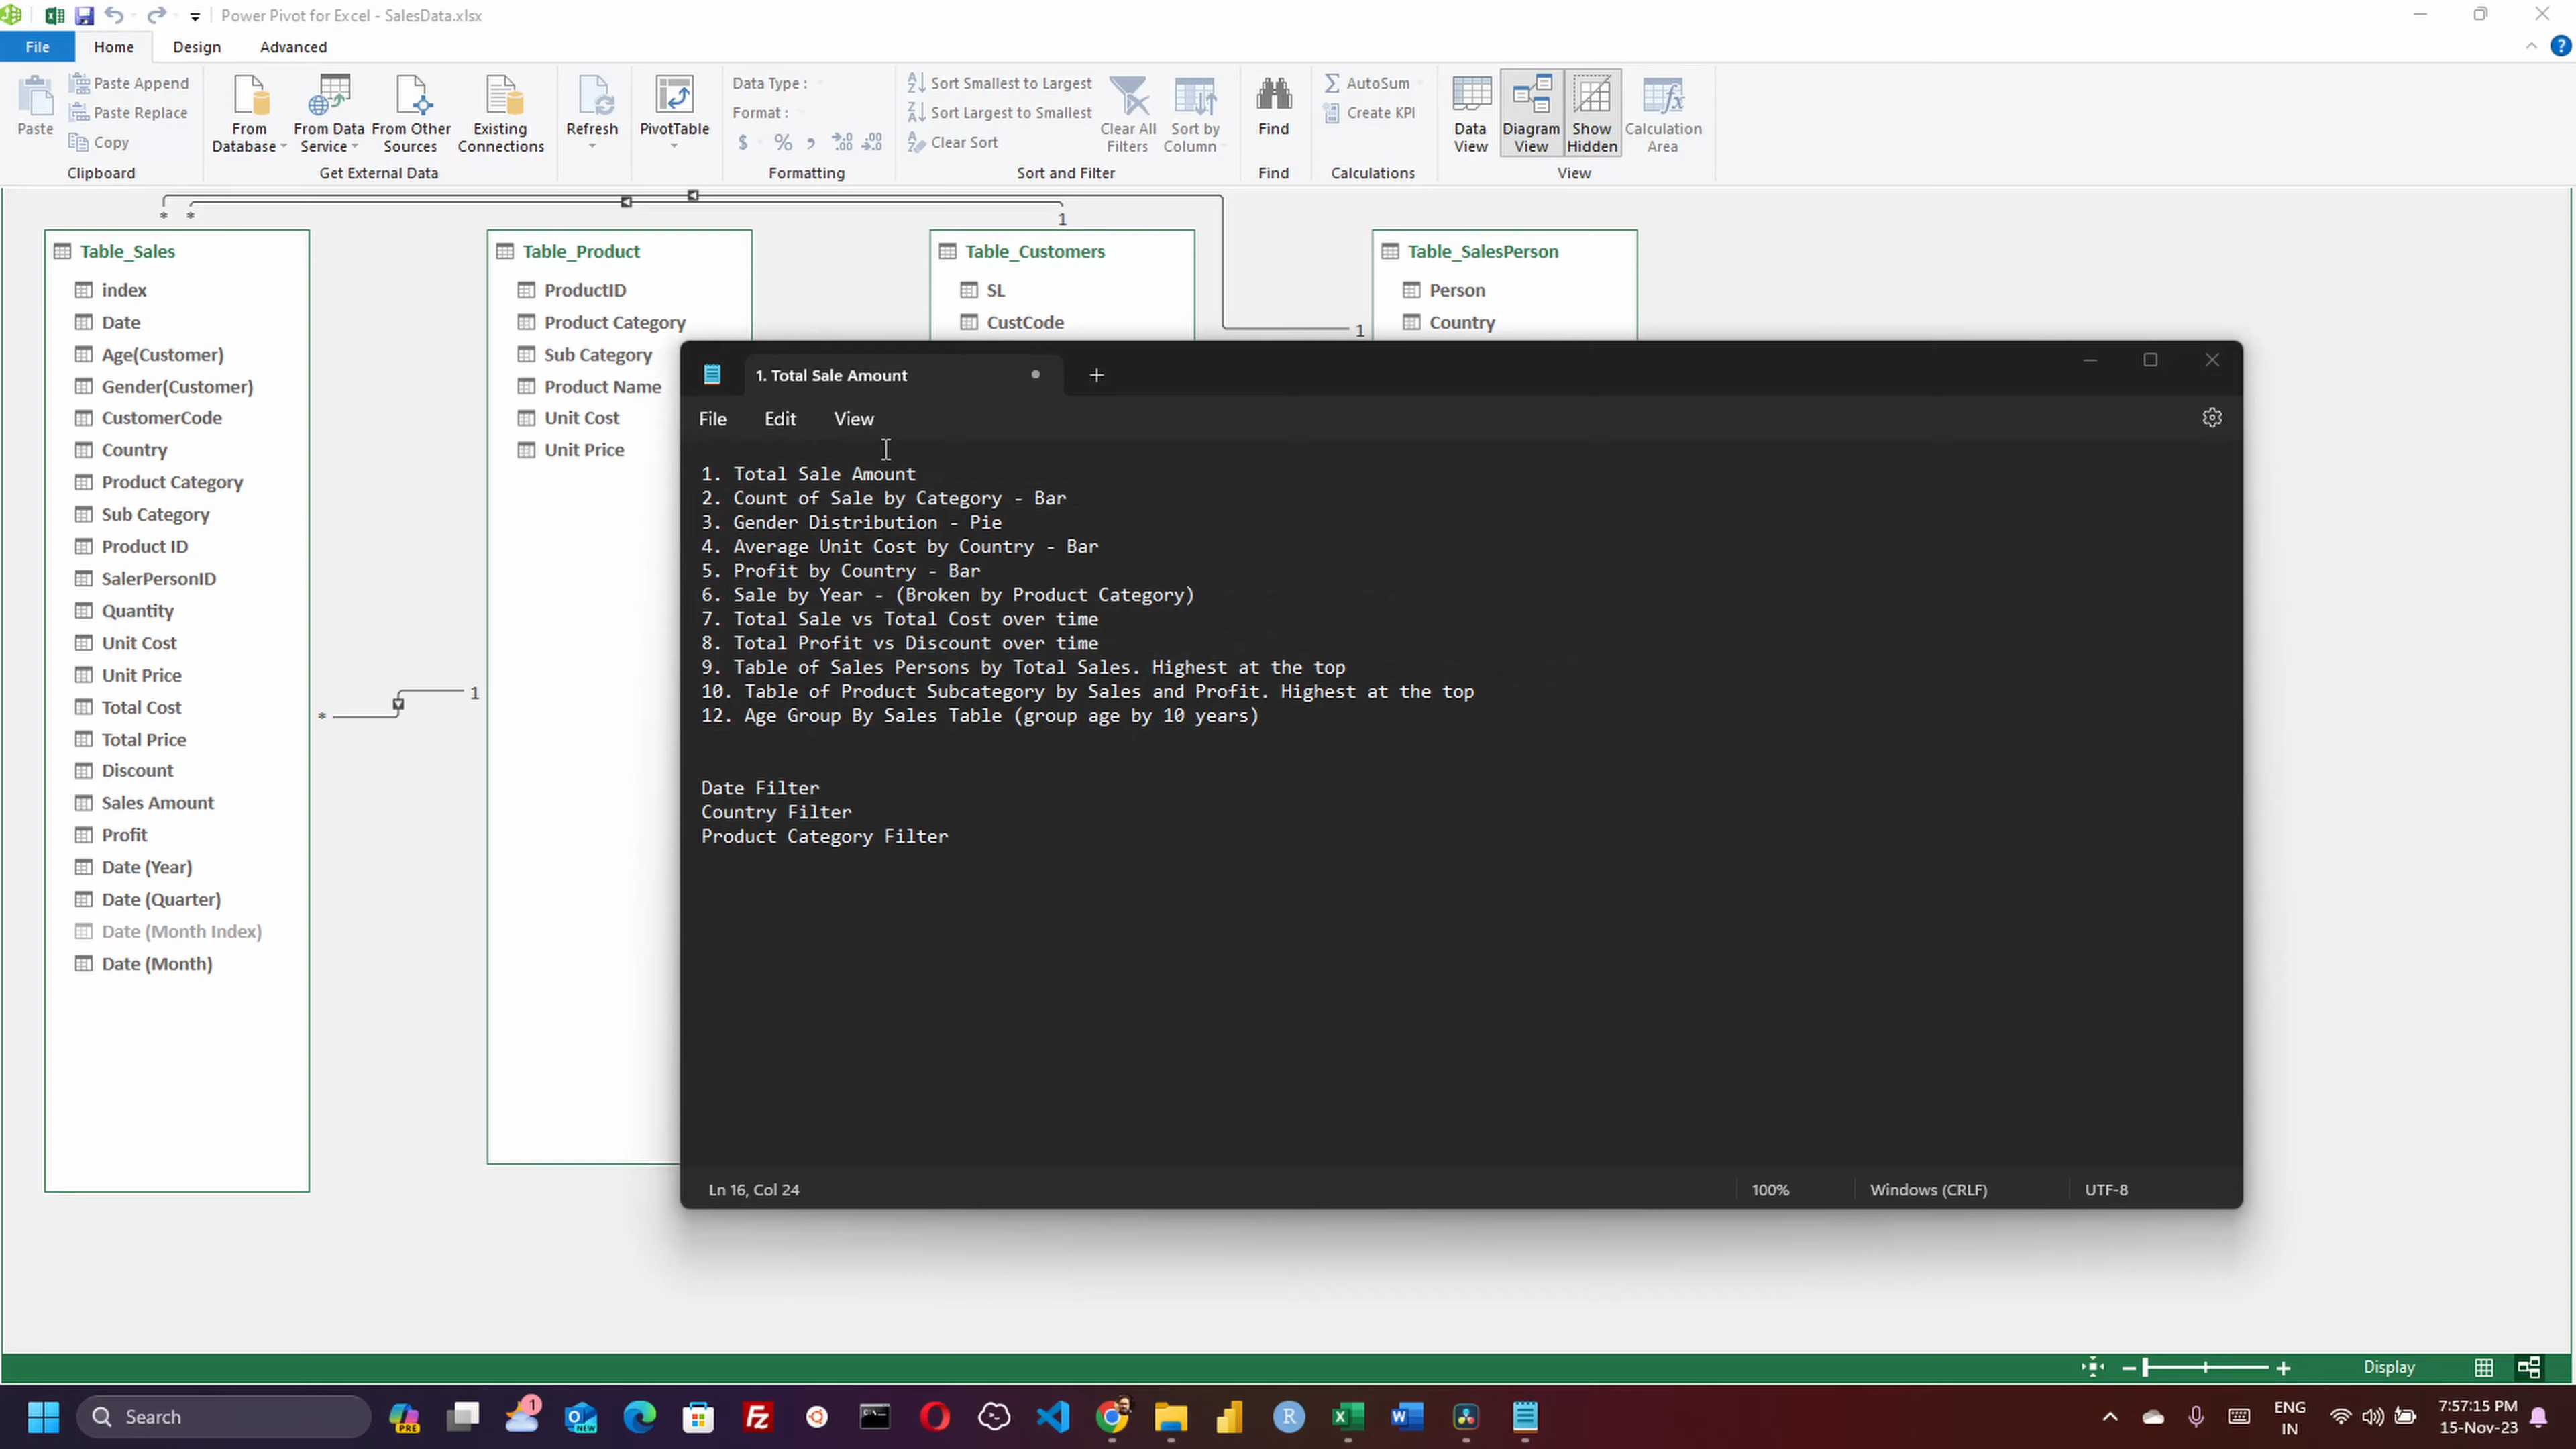 Power Pivot for Excel - SalesData.xlsx
File Home Design Advanced
Paste
Paste Append
Paste Replace
Copy
Clipboard
From Database
From Data Service
From Other Sources
Existing Connections
Get External Data
Refresh
PivotTable
Data Type :
Format :
$ % , .00 .00
Formatting
Sort Smallest to Largest
Sort Largest to Smallest
Clear Sort
Clear All Filters
Sort by Column
Sort and Filter
Find
Find
AutoSum
Create KPI
Calculations
Data View
Diagram View
Show Hidden
Calculation Area
View
* * 1
Table_Sales
index
Date
Age(Customer)
Gender(Customer)
CustomerCode
Country
Product Category
Sub Category
Product ID
SalerPersonID
Quantity
Unit Cost
Unit Price
Total Cost
Total Price
Discount
Sales Amount
Profit
Date (Year)
Date (Quarter)
Date (Month Index)
Date (Month)
* 1
Table_Product
ProductID
Product Category
Sub Category
Product Name
Unit Cost
Unit Price
Table_Customers
SL
CustCode
1
Table_SalesPerson
Person
Country
1. Total Sale Amount
File Edit View
1. Total Sale Amount
2. Count of Sale by Category - Bar
3. Gender Distribution - Pie
4. Average Unit Cost by Country - Bar
5. Profit by Country - Bar
6. Sale by Year - (Broken by Product Category)
7. Total Sale vs Total Cost over time
8. Total Profit vs Discount over time
9. Table of Sales Persons by Total Sales. Highest at the top
10. Table of Product Subcategory by Sales and Profit. Highest at the top
12. Age Group By Sales Table (group age by 10 years)
Date Filter
Country Filter
Product Category Filter
Ln 16, Col 24 100% Windows (CRLF) UTF-8
Display
Search
PRE
1
NEW
ENG
IN
7:57:15 PM
15-Nov-23